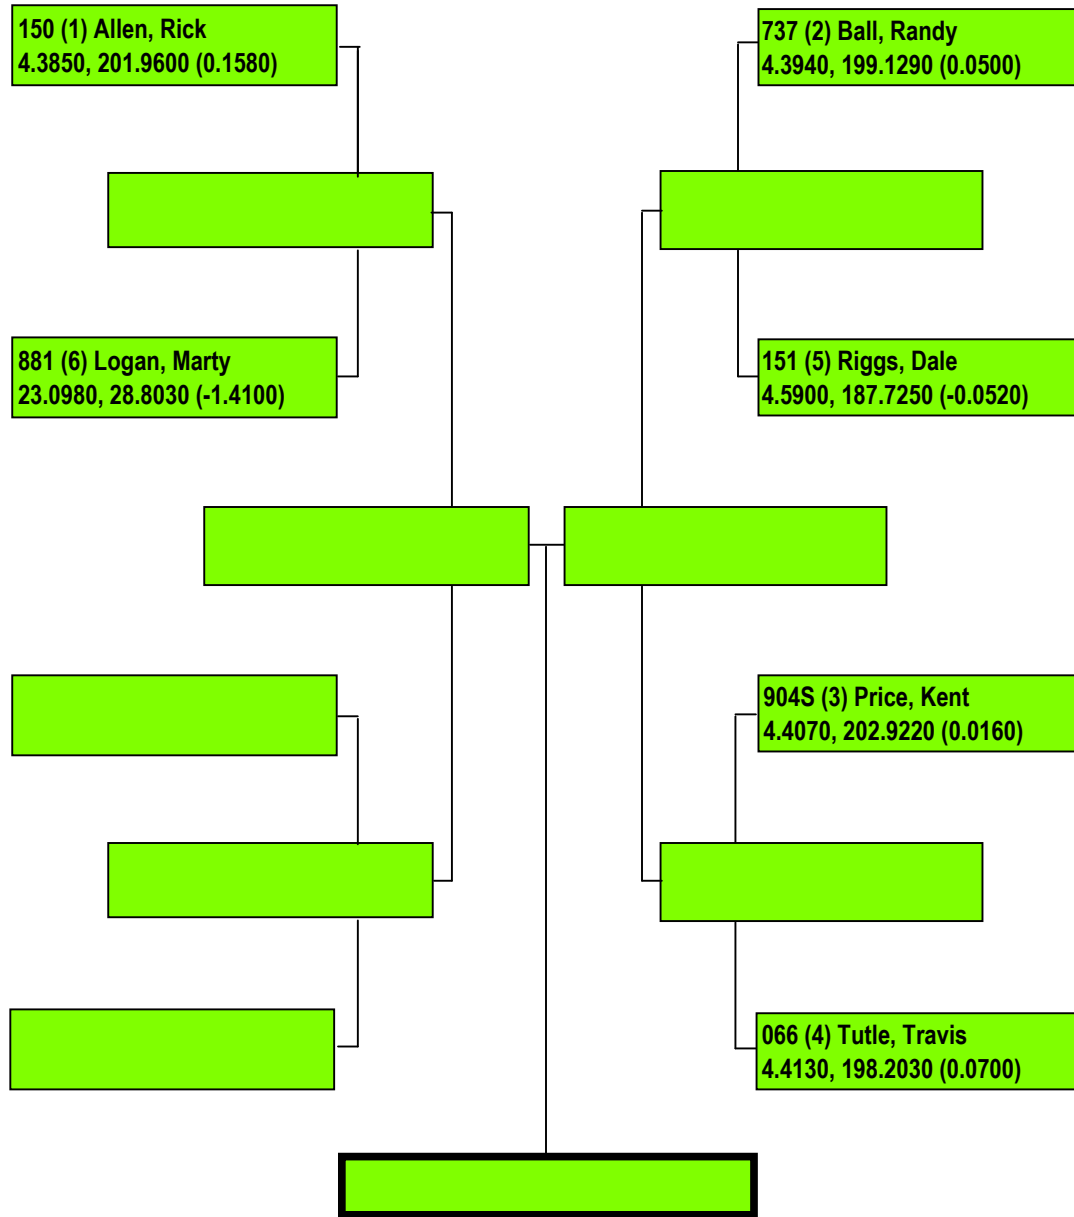 150 (1) Allen, Rick
4.3850, 201.9600 (0.1580)
737 (2) Ball, Randy
4.3940, 199.1290 (0.0500)
881 (6) Logan, Marty
23.0980, 28.8030 (-1.4100)
151 (5) Riggs, Dale
4.5900, 187.7250 (-0.0520)
904S (3) Price, Kent
4.4070, 202.9220 (0.0160)
066 (4) Tutle, Travis
4.4130, 198.2030 (0.0700)